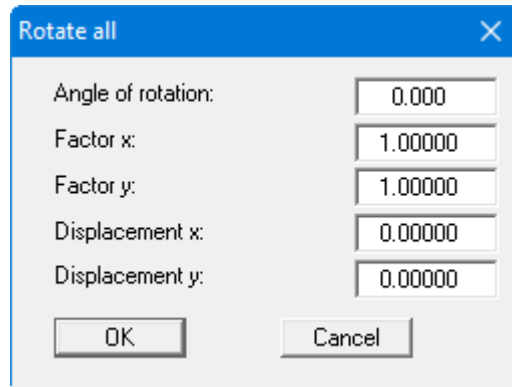 Rotate all
Angle of rotation: 0.000
Factor x: 1.00000
Factor y: 1.00000
Displacement x: 0.00000
Displacement y: 0.00000
OK Cancel